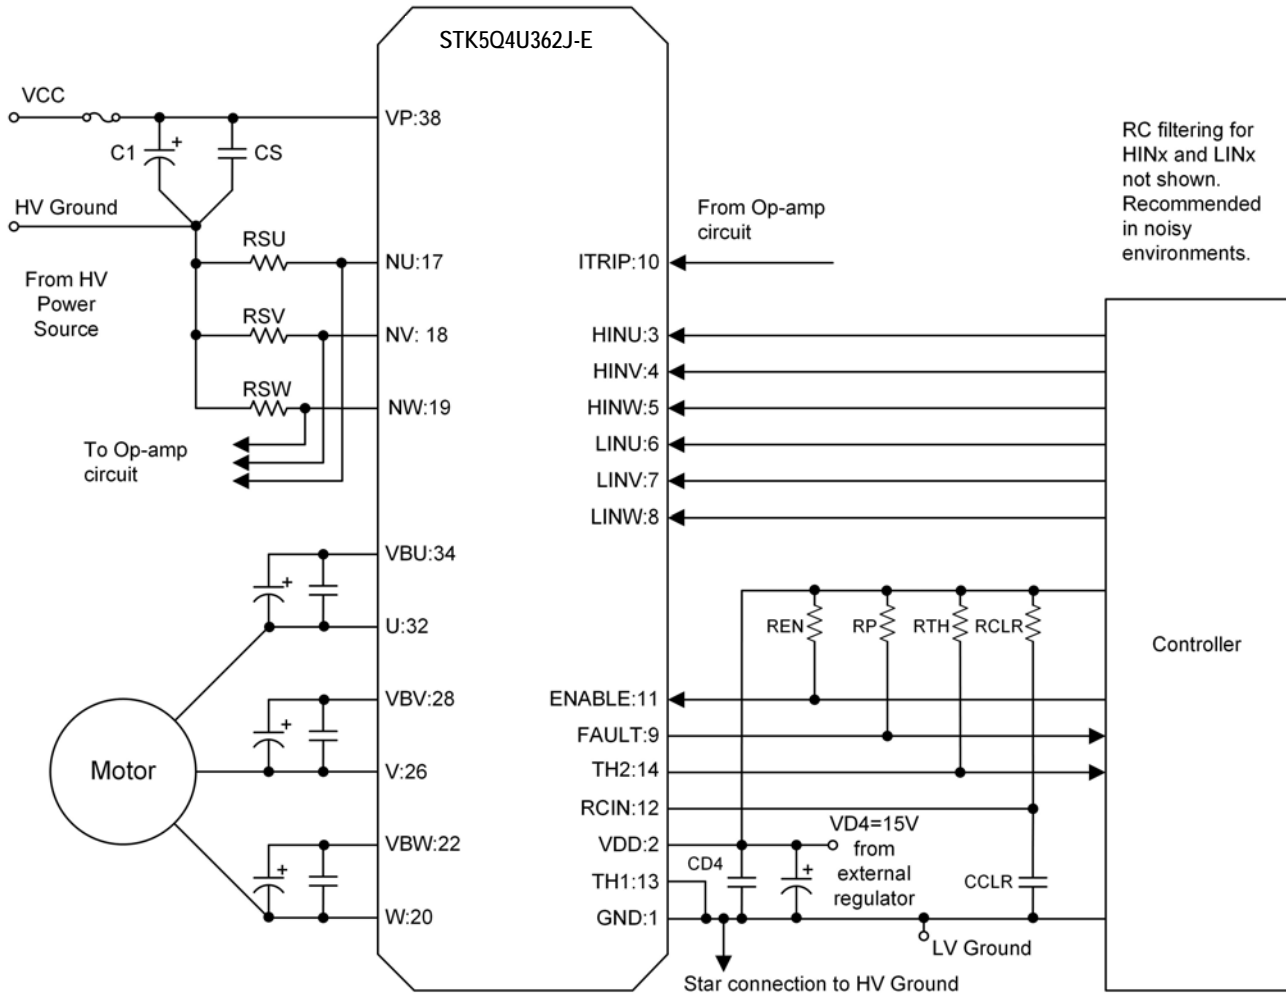 STK5Q4U362J-E
VCC
VP:38
C1
+
CS
HV Ground
From HV
Power
Source
RSU
NU:17
RSV
NV: 18
RSW
NW:19
To Op-amp
circuit
VBU:34
+
U:32
VBV:28
+
V:26
VBW:22
+
W:20
Motor
From Op-amp
circuit
ITRIP:10
HINU:3
HINV:4
HINW:5
LINU:6
LINV:7
LINW:8
REN
RP
RTH
RCLR
ENABLE:11
FAULT:9
TH2:14
RCIN:12
VDD:2
TH1:13
GND:1
CD4
+
VD4=15V
from
external
regulator
CCLR
LV Ground
Star connection to HV Ground
RC filtering for
HINx and LINx
not shown.
Recommended
in noisy
environments.
Controller